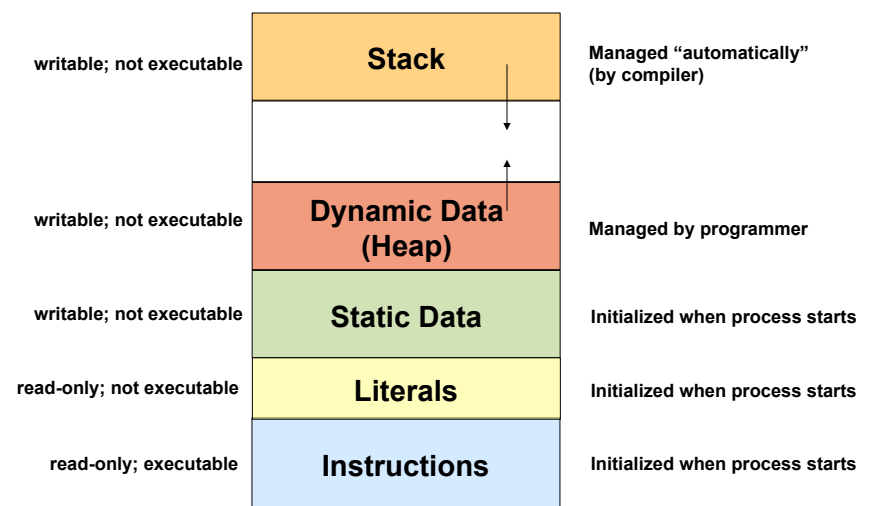 writable; not executable
Stack
Managed “automatically”
(by compiler)
writable; not executable
Dynamic Data
(Heap)
Managed by programmer
writable; not executable
Static Data
Initialized when process starts
read-only; not executable
Literals
Initialized when process starts
read-only; executable
Instructions
Initialized when process starts